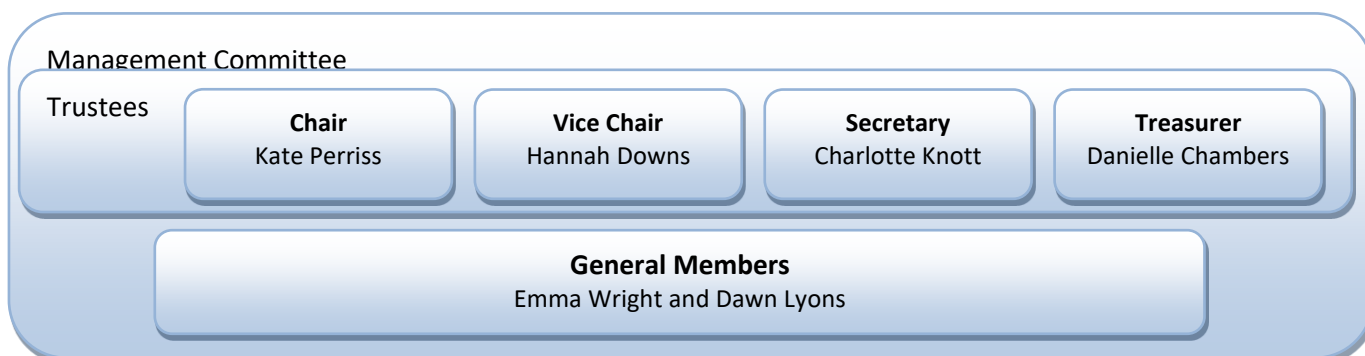 Management Committee
Trustees
Chair
Kate Perriss
Vice Chair
Hannah Downs
Secretary
Charlotte Knott
Treasurer
Danielle Chambers
General Members
Emma Wright and Dawn Lyons